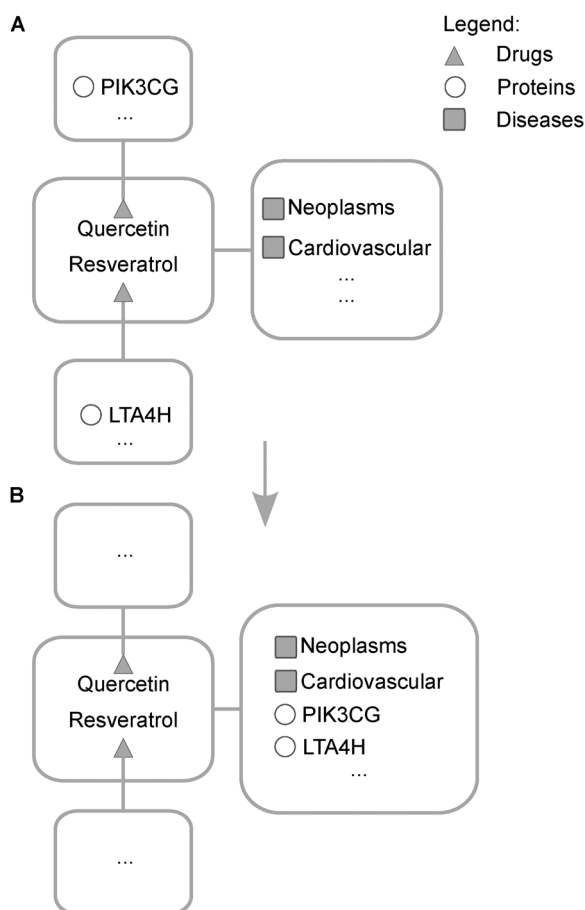 A
Legend:
Drugs
Proteins
Diseases
PIK3CG
...
Quercetin
Resveratrol
Neoplasms
Cardiovascular
...
...
LTA4H
...
B
...
Quercetin
Resveratrol
Neoplasms
Cardiovascular
PIK3CG
LTA4H
...
...